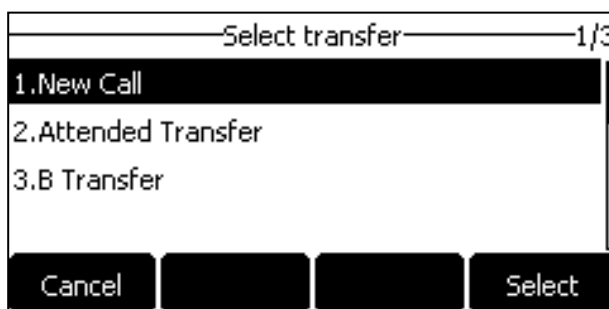 Select transfer 1/3
1.New Call
2.Attended Transfer
3.B Transfer
Cancel Select